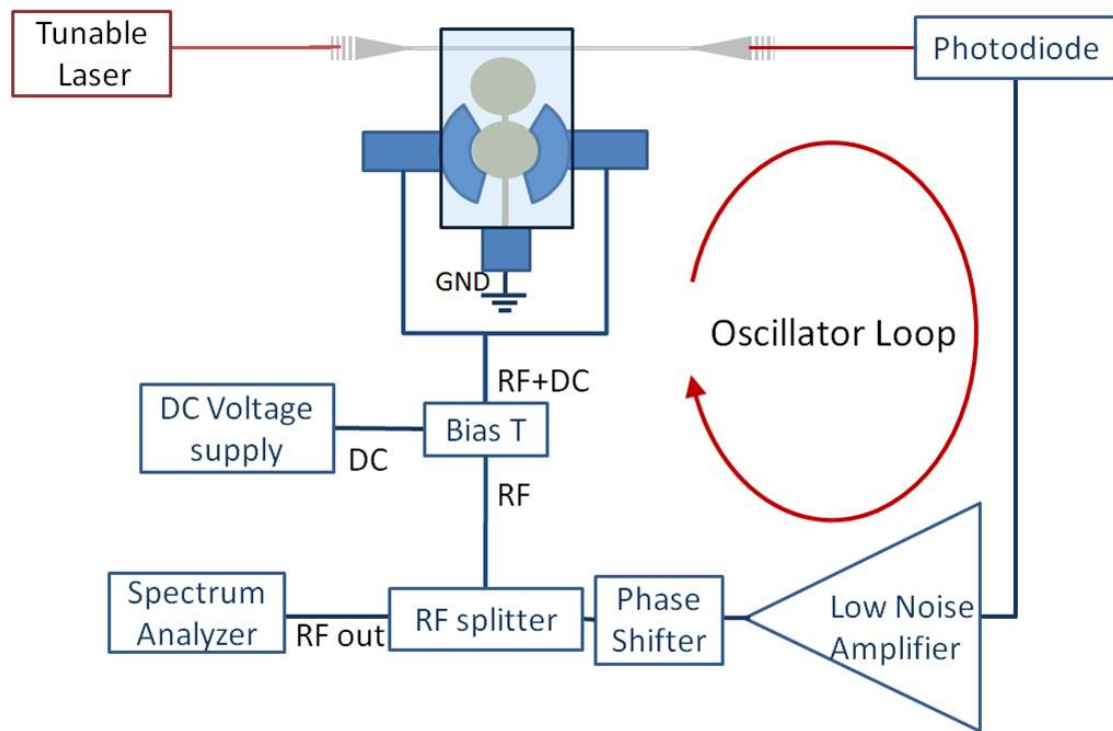 Tunable
Laser
Photodiode
GND
Oscillator Loop
RF+DC
DC Voltage
supply
Bias T
DC
RF
Spectrum
Analyzer
RF out
RF splitter
Phase
Shifter
Low Noise
Amplifier